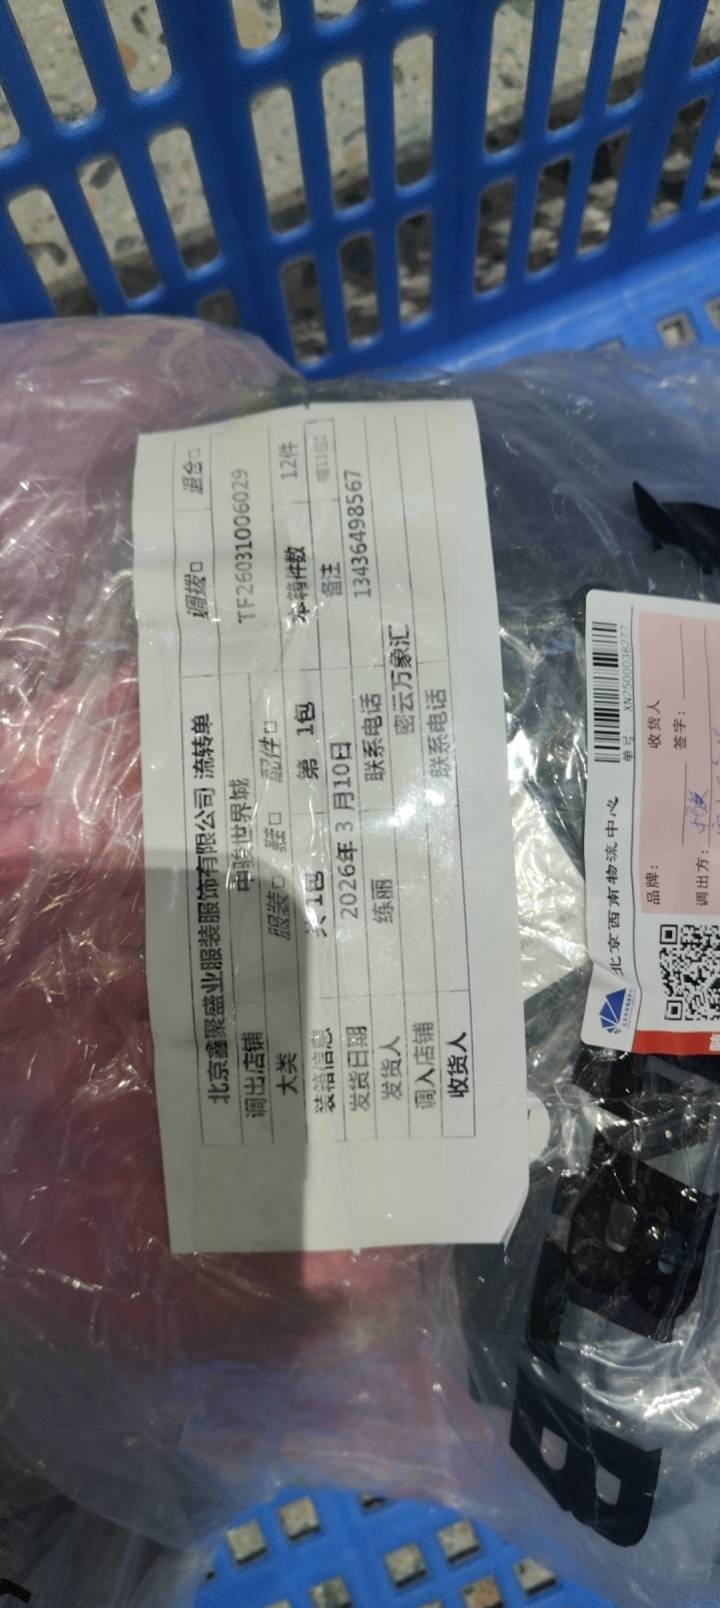 北京鑫聚盛业服装服饰有限公司 流转单 调拨□ 退仓□
调出店铺 中骏世界城 TF26031006029
大类 服装□ 鞋□ 配件□
装箱信息 共 1包 第 1包 本箱件数 12件
发货日期 2026年 3 月10日 备注
发货人 练丽 联系电话 13436498567
调入店铺 密云万象汇
收货人 联系电话
北京西南物流中心
单号 XN2500038277
品牌:
收货人
调出方:
签字:
B